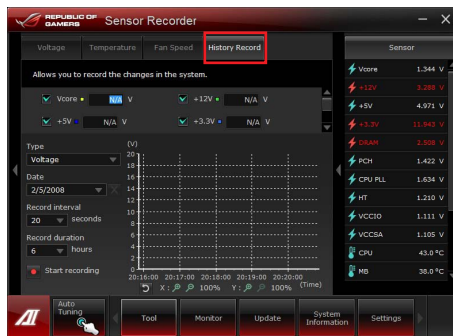 REPUBLIC OF GAMERS Sensor Recorder
Voltage Temperature Fan Speed History Record
Allows you to record the changes in the system.
Vcore N/A V +12V N/A V
+5V N/A V +3.3V N/A V
Type
Voltage
Date
2/5/2008
Record interval
20 seconds
Record duration
6 hours
Start recording
(V)
20
18
16
14
12
10
8
6
4
2
0
20:16:00 20:17:00 20:18:00 20:19:00 20:20:00
(Time)
X : 100% Y : 100%
Sensor
Vcore 1.344 V
+12V 3.288 V
+5V 4.971 V
+3.3V 11.943 V
DRAM 2.508 V
PCH 1.422 V
CPU PLL 1.634 V
HT 1.210 V
VCCIO 1.111 V
VCCSA 1.105 V
CPU 43.0 °C
MB 38.0 °C
Auto Tuning
Tool
Monitor
Update
System Information
Settings